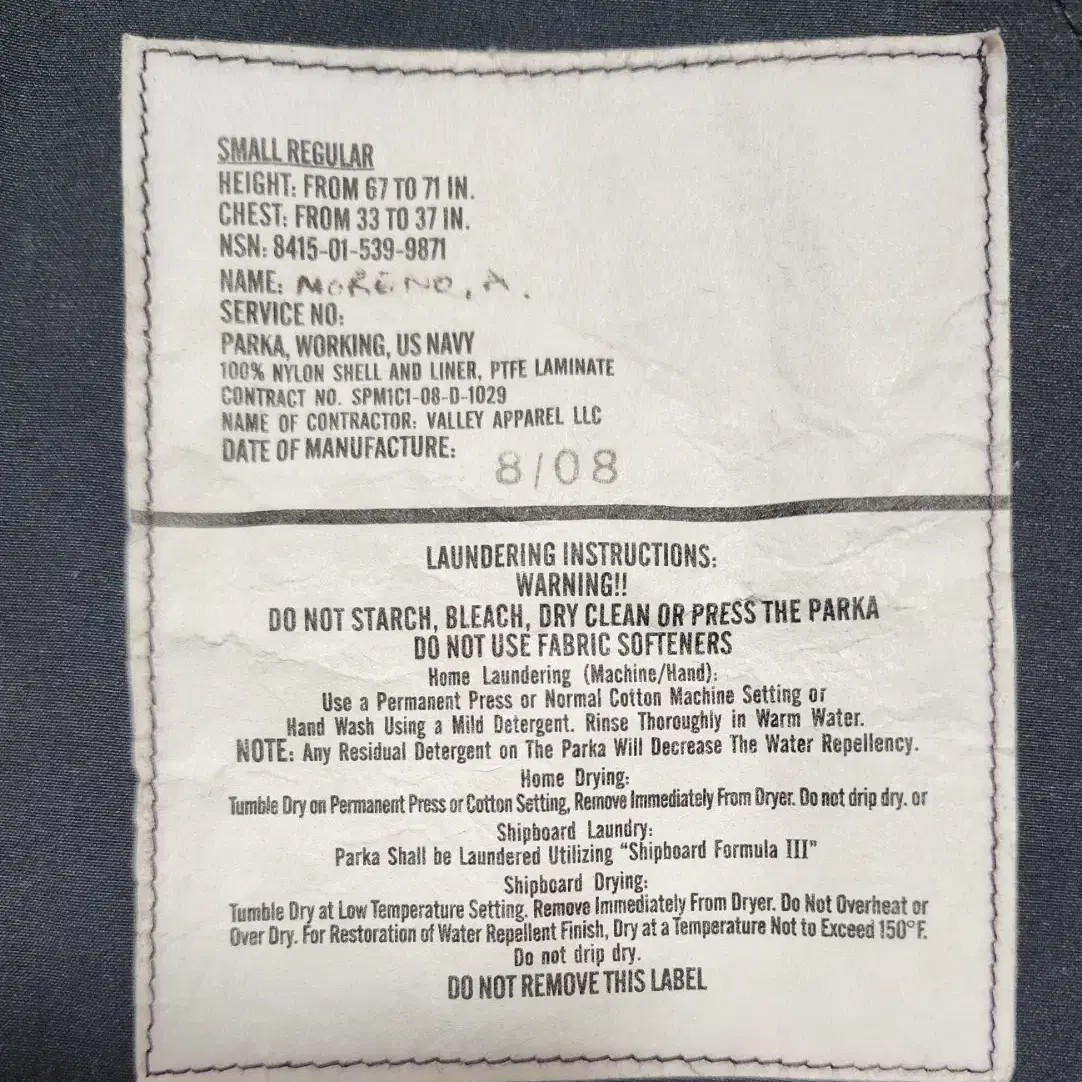 SMALL REGULAR
HEIGHT: FROM 67 TO 71 IN.
CHEST: FROM 33 TO 37 IN.
NSN: 8415-01-539-9871
NAME: MORENO, A.
SERVICE NO:
PARKA, WORKING, US NAVY
100% NYLON SHELL AND LINER, PTFE LAMINATE
CONTRACT NO. SPM1C1-08-D-1029
NAME OF CONTRACTOR: VALLEY APPAREL LLC
DATE OF MANUFACTURE: 8/08
LAUNDERING INSTRUCTIONS:
WARNING!!
DO NOT STARCH, BLEACH, DRY CLEAN OR PRESS THE PARKA
DO NOT USE FABRIC SOFTENERS
Home Laundering (Machine/Hand):
Use a Permanent Press or Normal Cotton Machine Setting or
Hand Wash Using a Mild Detergent. Rinse Thoroughly in Warm Water.
NOTE: Any Residual Detergent on The Parka Will Decrease The Water Repellency.
Home Drying:
Tumble Dry on Permanent Press or Cotton Setting, Remove Immediately From Dryer. Do not drip dry. or
Shipboard Laundry:
Parka Shall be Laundered Utilizing "Shipboard Formula III"
Shipboard Drying:
Tumble Dry at Low Temperature Setting. Remove Immediately From Dryer. Do Not Overheat or
Over Dry. For Restoration of Water Repellent Finish, Dry at a Temperature Not to Exceed 150°F.
Do not drip dry.
DO NOT REMOVE THIS LABEL